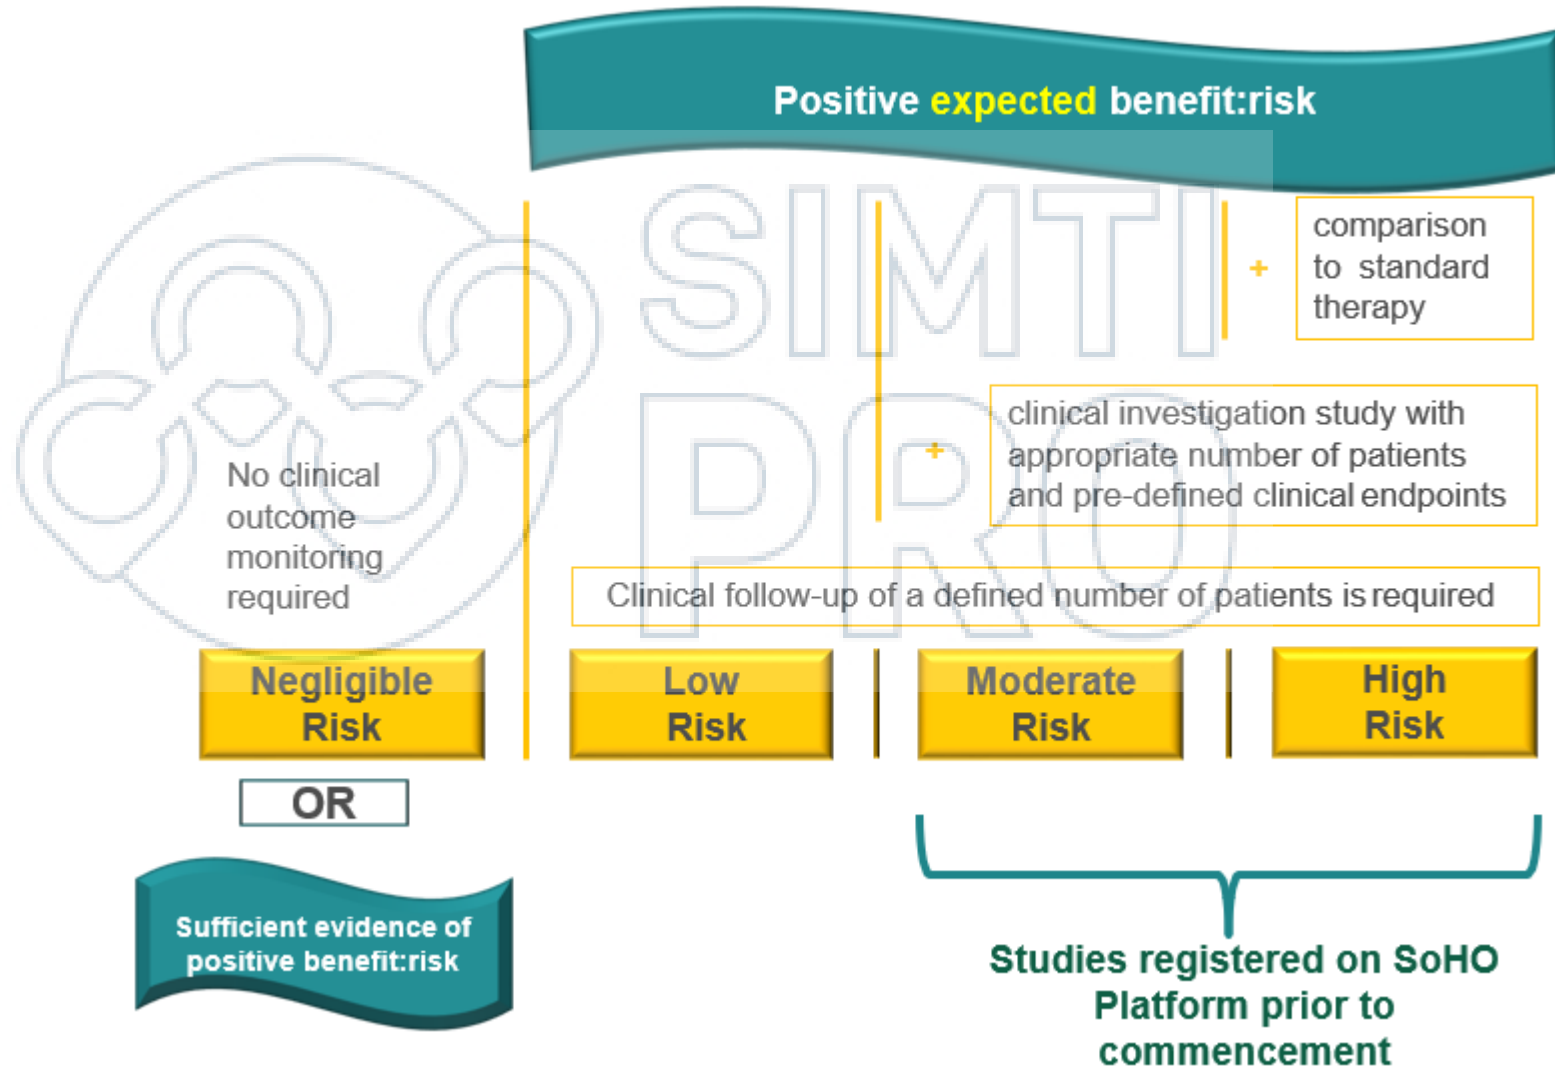 Positive expected benefit:risk
SIMTI
PRO
+
comparison
to standard
therapy
+
clinical investigation study with
appropriate number of patients
and pre-defined clinical endpoints
No clinical
outcome
monitoring
required
Clinical follow-up of a defined number of patients is required
Negligible
Risk
Low
Risk
Moderate
Risk
High
Risk
OR
Sufficient evidence of
positive benefit:risk
Studies registered on SoHO
Platform prior to
commencement